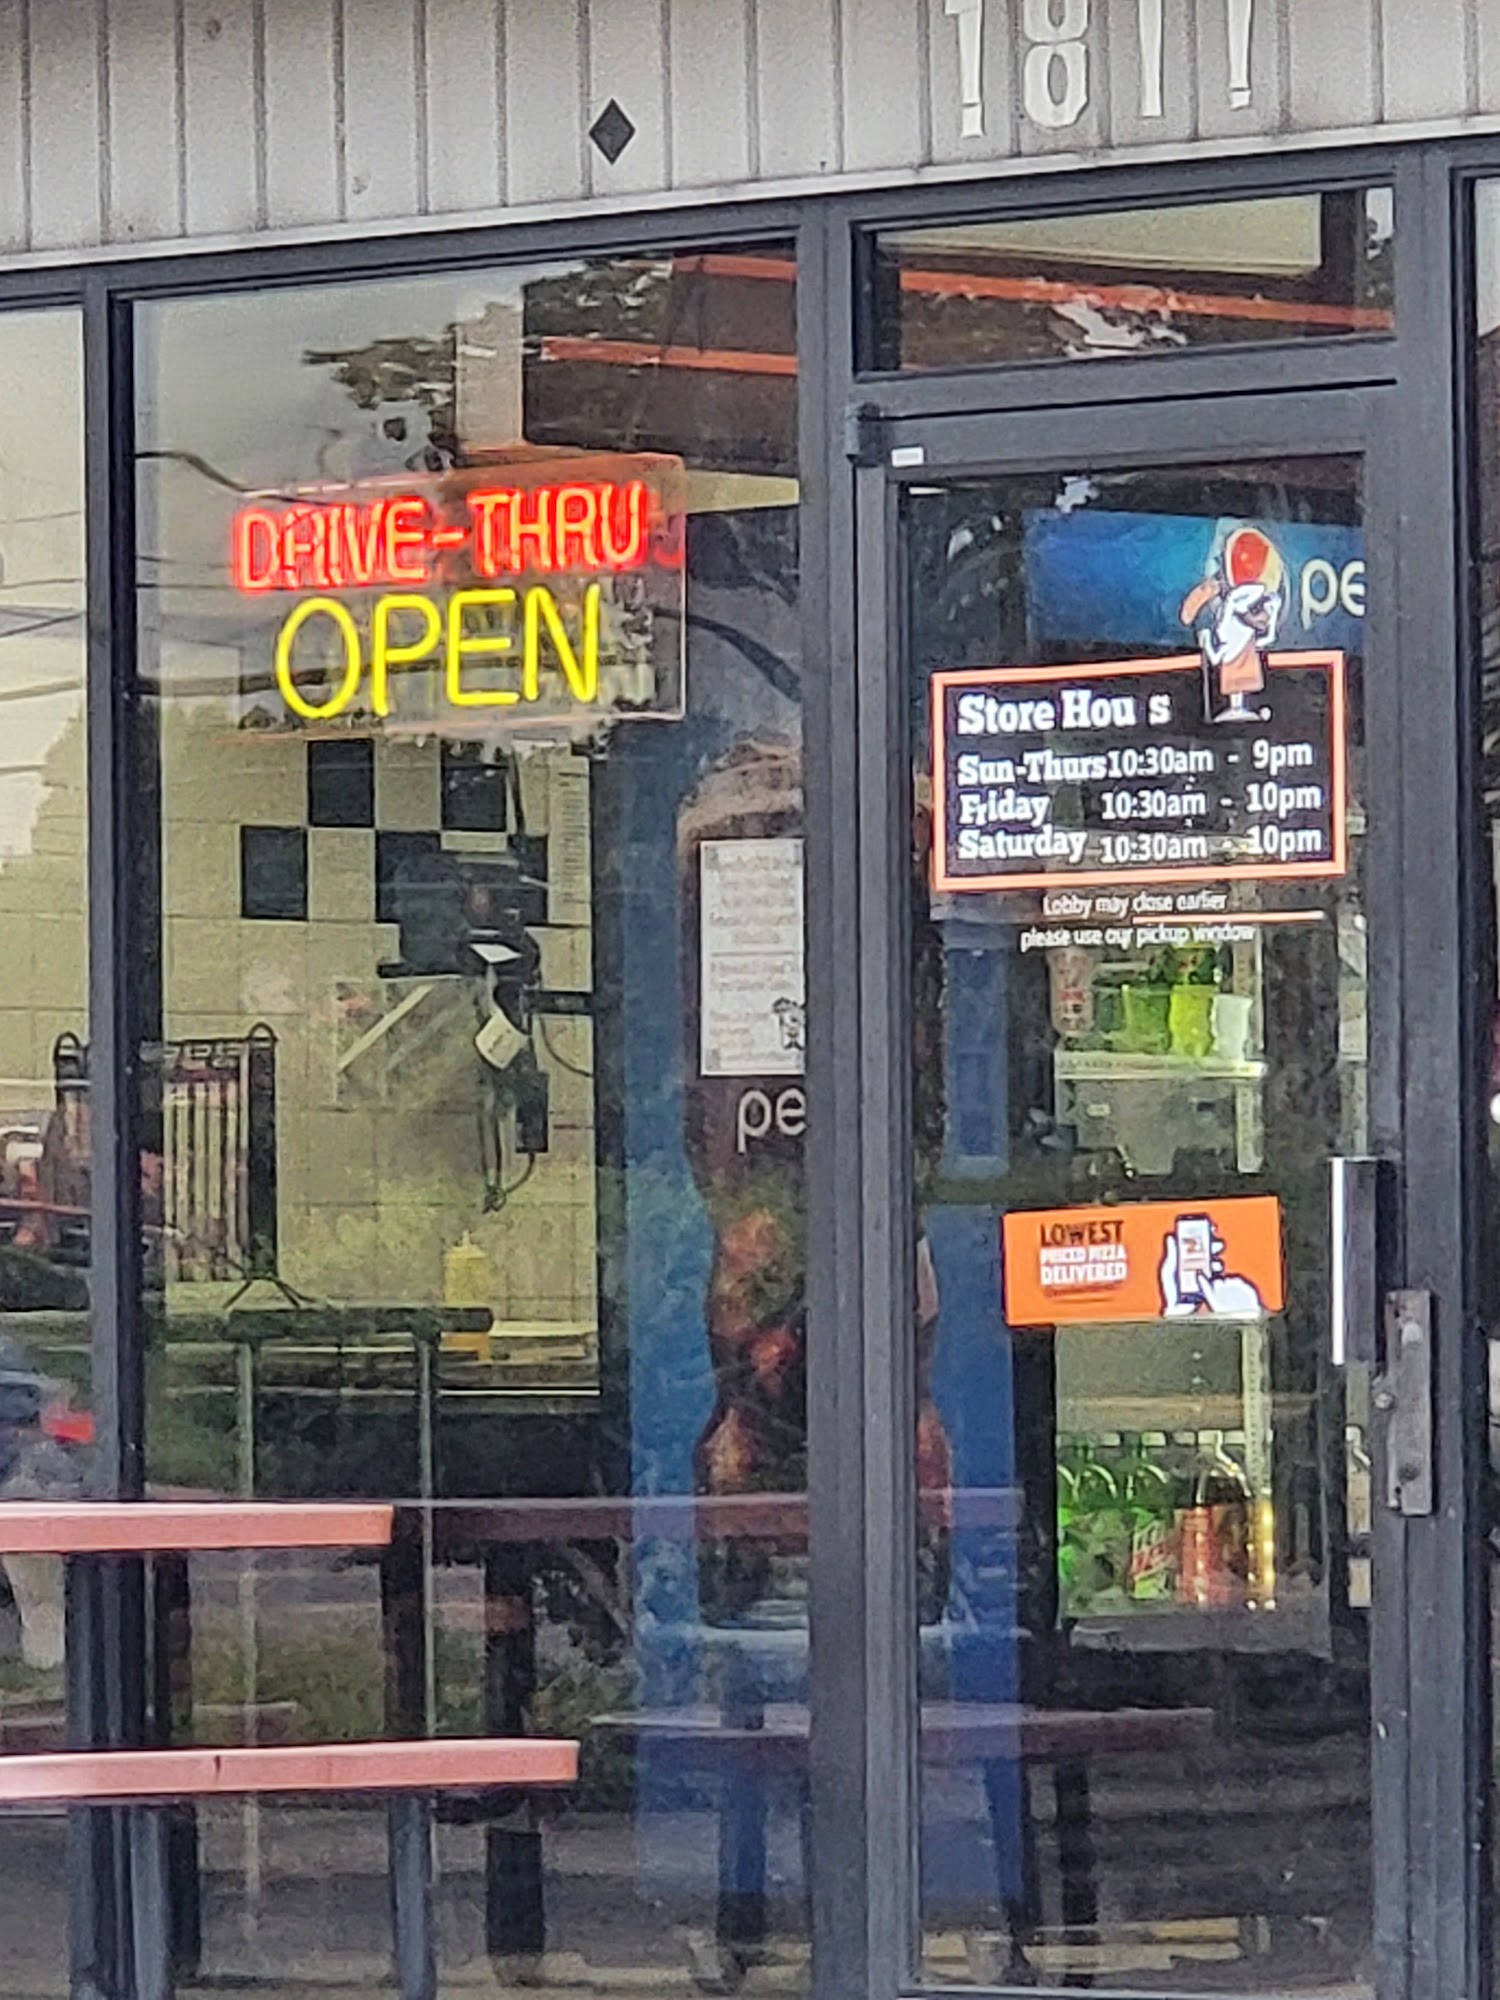 1811
DRIVE-THRU
OPEN
pe
Store Hou s
Sun-Thurs 10:30am - 9pm
Friday 10:30am - 10pm
Saturday 10:30am - 10pm
Lobby may close earlier
please use our pickup window
pe
LOWEST
PRICED PIZZA
DELIVERED